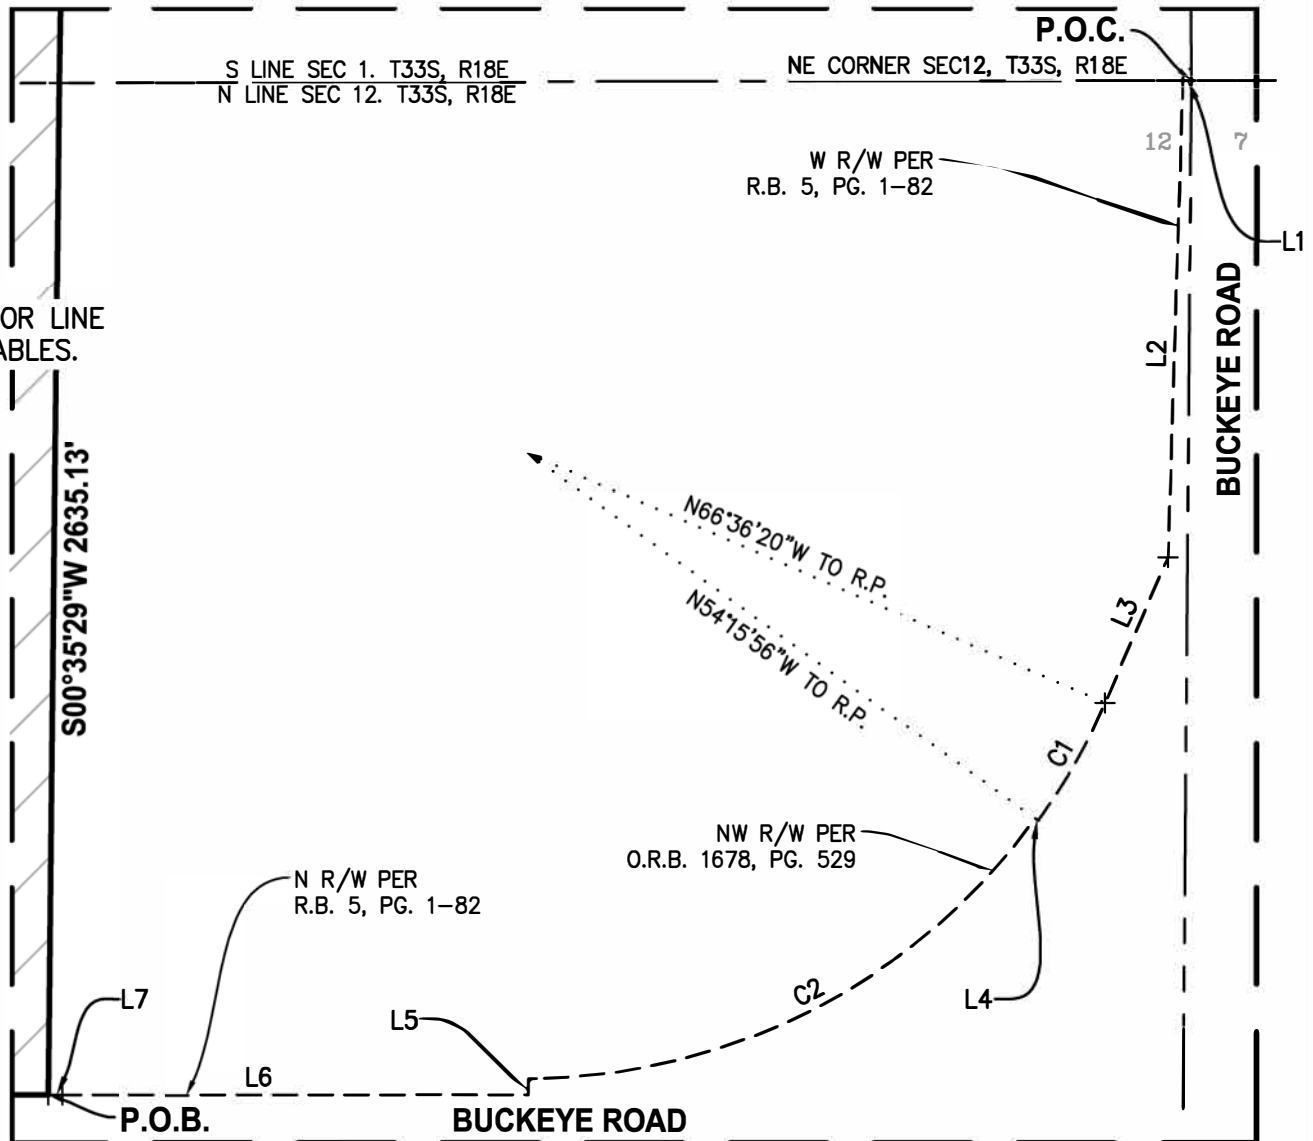 P.O.C.
S LINE SEC 1. T33S, R18E
N LINE SEC 12. T33S, R18E
NE CORNER SEC12, T33S, R18E
12
7
W R/W PER
R.B. 5, PG. 1-82
L1
OR LINE
ABLES.
L2
BUCKEYE ROAD
S00°35'29"W 2635.13'
N66°36'20"W TO R.P.
N54°15'56"W TO R.P.
L3
C1
NW R/W PER
O.R.B. 1678, PG. 529
N R/W PER
R.B. 5, PG. 1-82
L7
L5
C2
L4
L6
P.O.B.
BUCKEYE ROAD